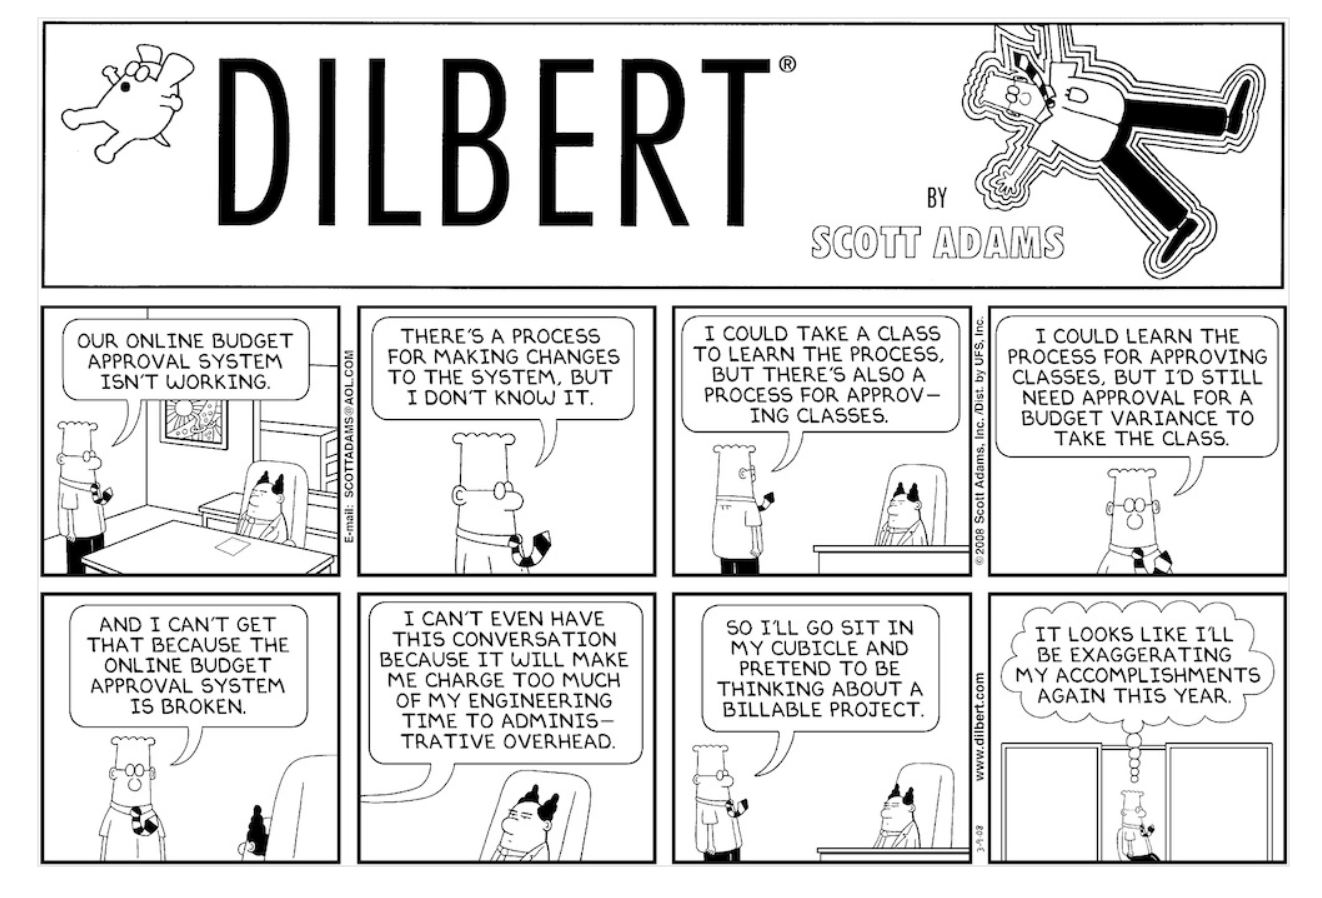 DILBERT®
BY
SCOTT ADAMS
OUR ONLINE BUDGET
APPROVAL SYSTEM
ISN'T WORKING.
E-mail: SCOTTADAMS@AOL.COM
THERE'S A PROCESS
FOR MAKING CHANGES
TO THE SYSTEM, BUT
I DON'T KNOW IT.
I COULD TAKE A CLASS
TO LEARN THE PROCESS,
BUT THERE'S ALSO A
PROCESS FOR APPROV-
ING CLASSES.
© 2008 Scott Adams, Inc. /Dist. by UFS, Inc.
I COULD LEARN THE
PROCESS FOR APPROVING
CLASSES, BUT I'D STILL
NEED APPROVAL FOR A
BUDGET VARIANCE TO
TAKE THE CLASS.
AND I CAN'T GET
THAT BECAUSE THE
ONLINE BUDGET
APPROVAL SYSTEM
IS BROKEN.
I CAN'T EVEN HAVE
THIS CONVERSATION
BECAUSE IT WILL MAKE
ME CHARGE TOO MUCH
OF MY ENGINEERING
TIME TO ADMINIS-
TRATIVE OVERHEAD.
SO I'LL GO SIT IN
MY CUBICLE AND
PRETEND TO BE
THINKING ABOUT A
BILLABLE PROJECT.
www.dilbert.com
3-9-08
IT LOOKS LIKE I'LL
BE EXAGGERATING
MY ACCOMPLISHMENTS
AGAIN THIS YEAR.